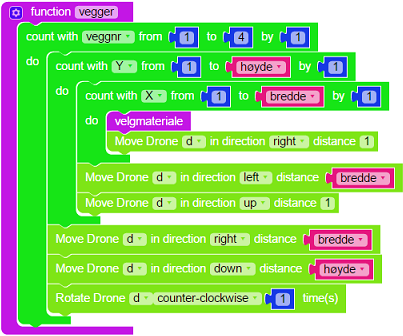 function vegger
count with veggnr from 1 to 4 by 1
do count with Y from 1 to høyde by 1
do count with X from 1 to bredde by 1
do velgmateriale
Move Drone d in direction right distance 1
Move Drone d in direction left distance bredde
Move Drone d in direction up distance 1
Move Drone d in direction right distance bredde
Move Drone d in direction down distance høyde
Rotate Drone d counter-clockwise 1 time(s)